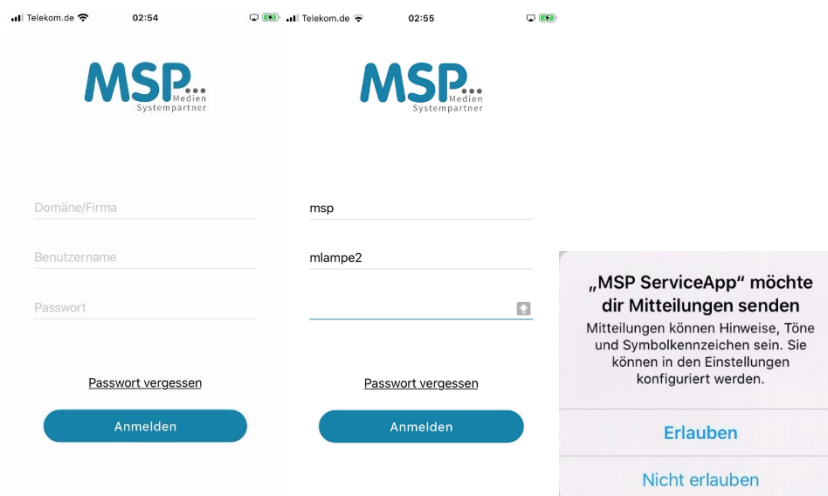 Telekom.de 02:54
MSP...
Medien
Systempartner
Domäne/Firma
Benutzername
Passwort
Passwort vergessen
Anmelden
Telekom.de 02:55
MSP...
Medien
Systempartner
msp
mlampe2
Passwort vergessen
Anmelden
„MSP ServiceApp“ möchte
dir Mitteilungen senden
Mitteilungen können Hinweise, Töne
und Symbolkennzeichen sein. Sie
können in den Einstellungen
konfiguriert werden.
Erlauben
Nicht erlauben